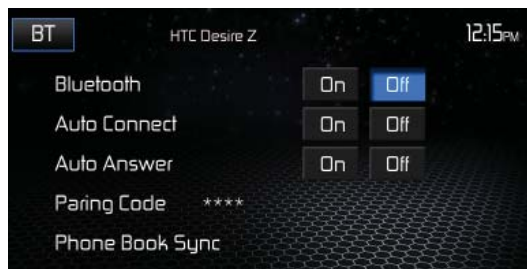 BT HTC Desire Z 12:15PM
Bluetooth On Off
Auto Connect On Off
Auto Answer On Off
Paring Code ****
Phone Book Sync